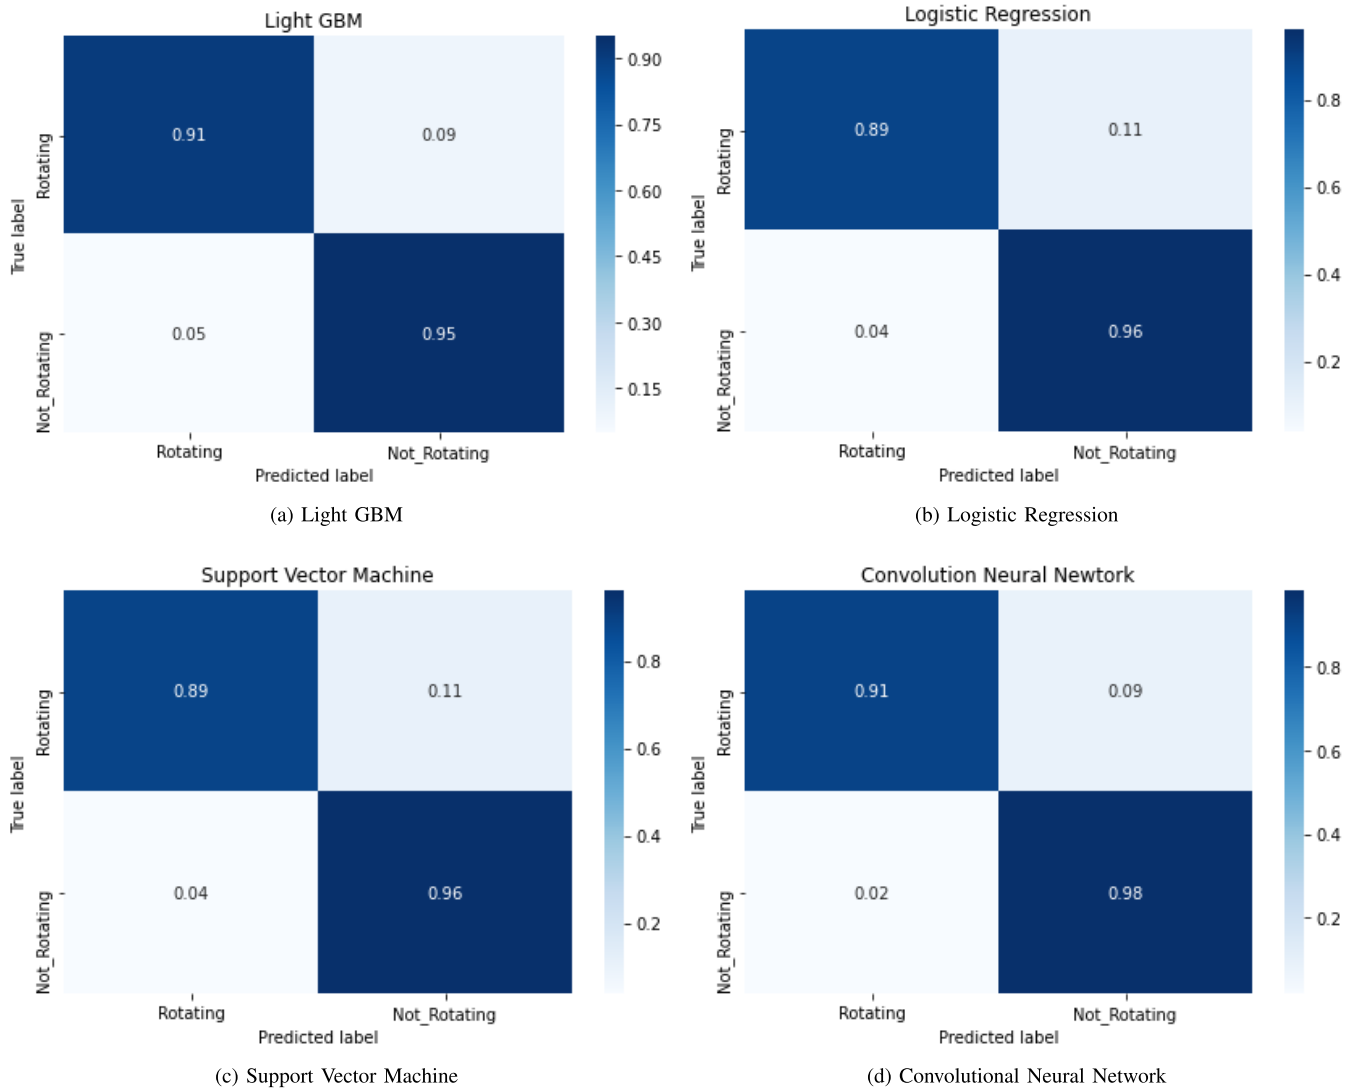 Light GBM
0.90
0.75
0.60
0.45
0.30
0.15
0.91
0.09
0.05
0.95
Rotating
Not_Rotating
True label
Rotating
Not_Rotating
Predicted label
(a) Light GBM
Logistic Regression
0.8
0.6
0.4
0.2
0.89
0.11
0.04
0.96
Rotating
Not_Rotating
True label
Rotating
Not_Rotating
Predicted label
(b) Logistic Regression
Support Vector Machine
0.8
0.6
0.4
0.2
0.89
0.11
0.04
0.96
Rotating
Not_Rotating
True label
Rotating
Not_Rotating
Predicted label
(c) Support Vector Machine
Convolution Neural Newtork
0.8
0.6
0.4
0.2
0.91
0.09
0.02
0.98
Rotating
Not_Rotating
True label
Rotating
Not_Rotating
Predicted label
(d) Convolutional Neural Network